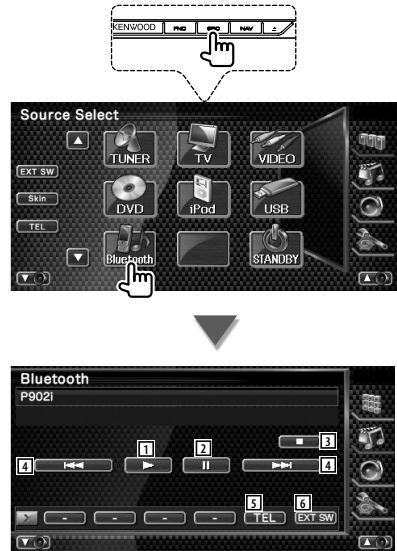 KENWOOD FNC SRC NAV
Source Select
TUNER TV VIDEO
EXT SW
Skin
DVD iPod USB
TEL
Bluetooth STANDBY
Bluetooth
P902i
1 2 3
4 4
5 6
TEL EXT SW